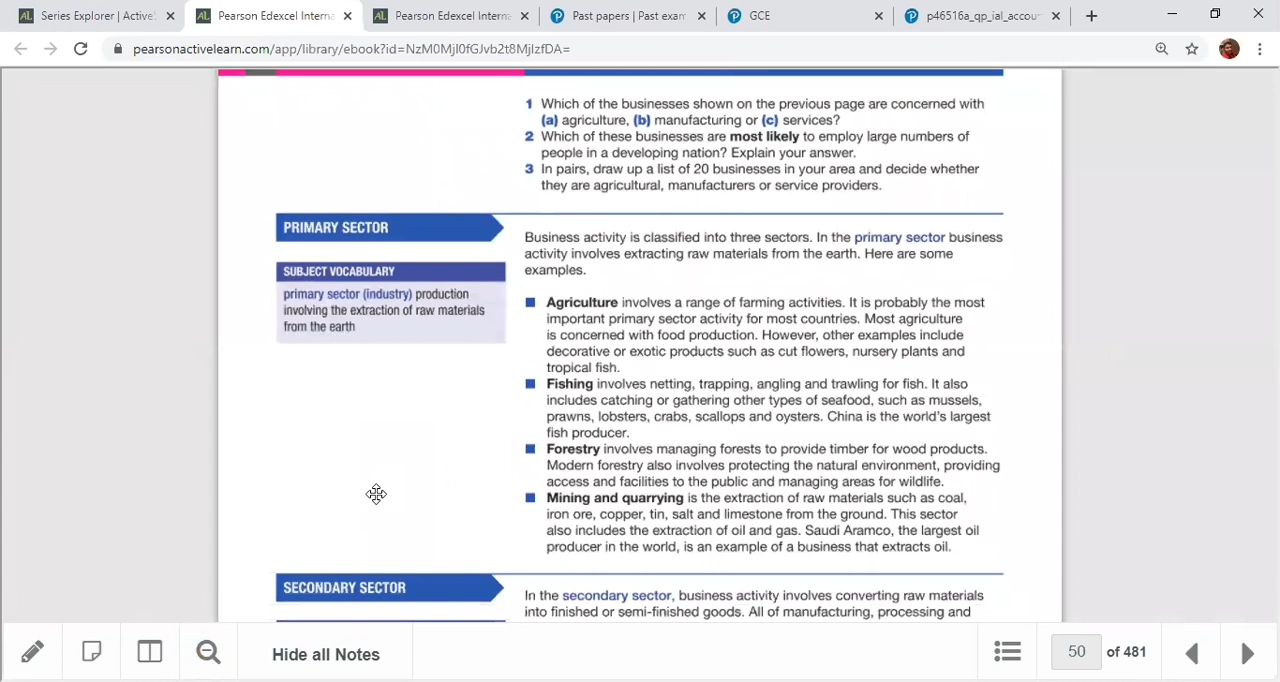 Series Explorer | Active
Pearson Edexcel Interna
Pearson Edexcel Interna
Past papers | Past exam
GCE
p46516a_qp_ial_accou
pearsonactivelearn.com/app/library/ebook?id=NzM0MjI0fGJvb2t8MjIzfDA=
1 Which of the businesses shown on the previous page are concerned with
(a) agriculture, (b) manufacturing or (c) services?
2 Which of these businesses are most likely to employ large numbers of
people in a developing nation? Explain your answer.
3 In pairs, draw up a list of 20 businesses in your area and decide whether
they are agricultural, manufacturers or service providers.
PRIMARY SECTOR
SUBJECT VOCABULARY
primary sector (industry) production
involving the extraction of raw materials
from the earth
Business activity is classified into three sectors. In the primary sector business
activity involves extracting raw materials from the earth. Here are some
examples.
Agriculture involves a range of farming activities. It is probably the most
important primary sector activity for most countries. Most agriculture
is concerned with food production. However, other examples include
decorative or exotic products such as cut flowers, nursery plants and
tropical fish.
Fishing involves netting, trapping, angling and trawling for fish. It also
includes catching or gathering other types of seafood, such as mussels,
prawns, lobsters, crabs, scallops and oysters. China is the world's largest
fish producer.
Forestry involves managing forests to provide timber for wood products.
Modern forestry also involves protecting the natural environment, providing
access and facilities to the public and managing areas for wildlife.
Mining and quarrying is the extraction of raw materials such as coal,
iron ore, copper, tin, salt and limestone from the ground. This sector
also includes the extraction of oil and gas. Saudi Aramco, the largest oil
producer in the world, is an example of a business that extracts oil.
SECONDARY SECTOR
In the secondary sector, business activity involves converting raw materials
into finished or semi-finished goods. All of manufacturing, processing and
Hide all Notes
50 of 481